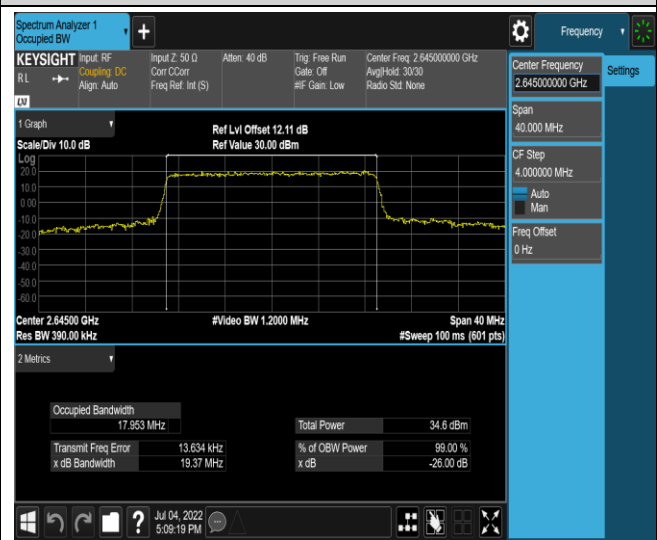 Spectrum Analyzer 1
Occupied BW
KEYSIGHT
RL
LXI
Input: RF
Coupling: DC
Align: Auto
Input Z: 50 Ω
Corr CCorr
Freq Ref: Int (S)
Atten: 40 dB
Trig: Free Run
Gate: Off
#IF Gain: Low
Center Freq: 2.645000000 GHz
Avg|Hold: 30/30
Radio Std: None
1 Graph
Scale/Div 10.0 dB
Ref Lvl Offset 12.11 dB
Ref Value 30.00 dBm
Log
20.0
10.0
0.00
-10.0
-20.0
-30.0
-40.0
-50.0
-60.0
Center 2.64500 GHz
#Video BW 1.2000 MHz
Span 40 MHz
Res BW 390.00 kHz
#Sweep 100 ms (601 pts)
2 Metrics
Occupied Bandwidth
17.953 MHz
Total Power 34.6 dBm
Transmit Freq Error 13.634 kHz
% of OBW Power 99.00 %
x dB Bandwidth 19.37 MHz
x dB -26.00 dB
Jul 04, 2022
5:09:19 PM
Frequency
Settings
Center Frequency
2.645000000 GHz
Span
40.000 MHz
CF Step
4.000000 MHz
Auto
Man
Freq Offset
0 Hz